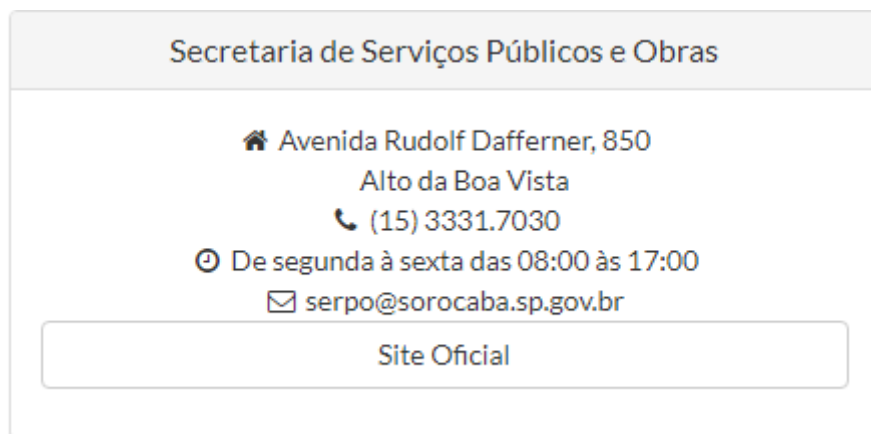 Secretaria de Serviços Públicos e Obras
Avenida Rudolf Dafferner, 850
Alto da Boa Vista
(15) 3331.7030
De segunda à sexta das 08:00 às 17:00
serpo@sorocaba.sp.gov.br
Site Oficial